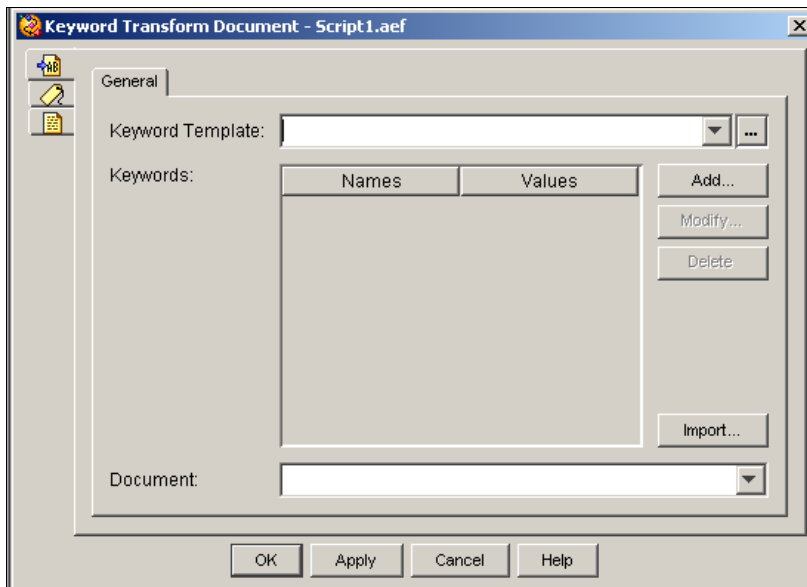 Keyword Transform Document - Script1.aef
General
Keyword Template:
...
Keywords:
Names Values
Add...
Modify...
Delete
Import...
Document:
OK Apply Cancel Help